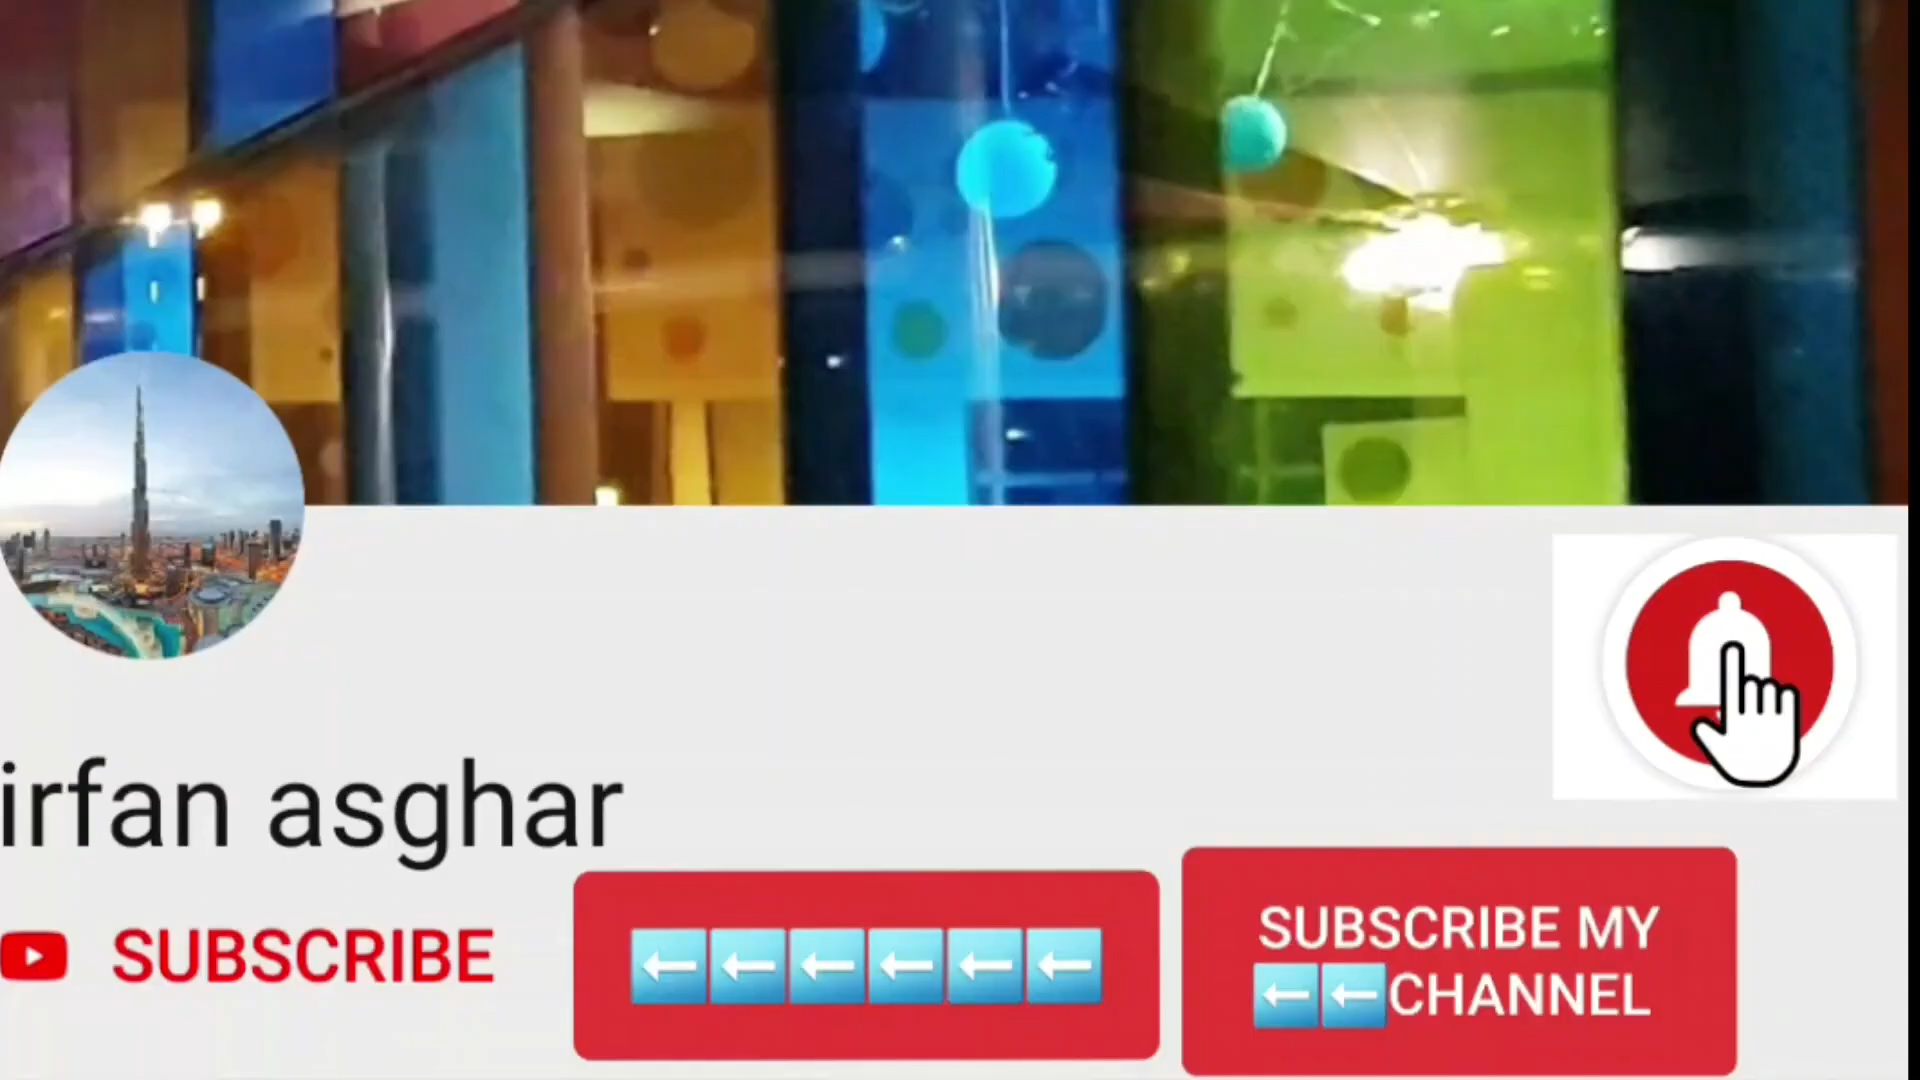 irfan asghar
SUBSCRIBE
⬅️⬅️⬅️⬅️⬅️⬅️
SUBSCRIBE MY
⬅️⬅️CHANNEL